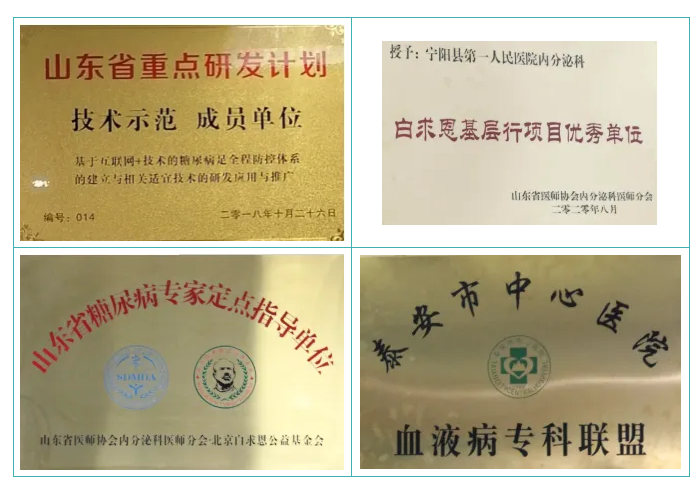 山东省重点研发计划
技术示范 成员单位
基于互联网+技术的糖尿病足全程防控体系
的建立与相关适宜技术的研发应用与推广
编号：014
二零一八年十月二十六日
授予：宁阳县第一人民医院内分泌科
白求恩基层行项目优秀单位
山东省医师协会内分泌科医师分会
二零二零年八月
山东省糖尿病专家定点指导单位
SDMDA
山东省医师协会内分泌科医师分会·北京白求恩公益基金会
泰安市中心医院
血液病专科联盟